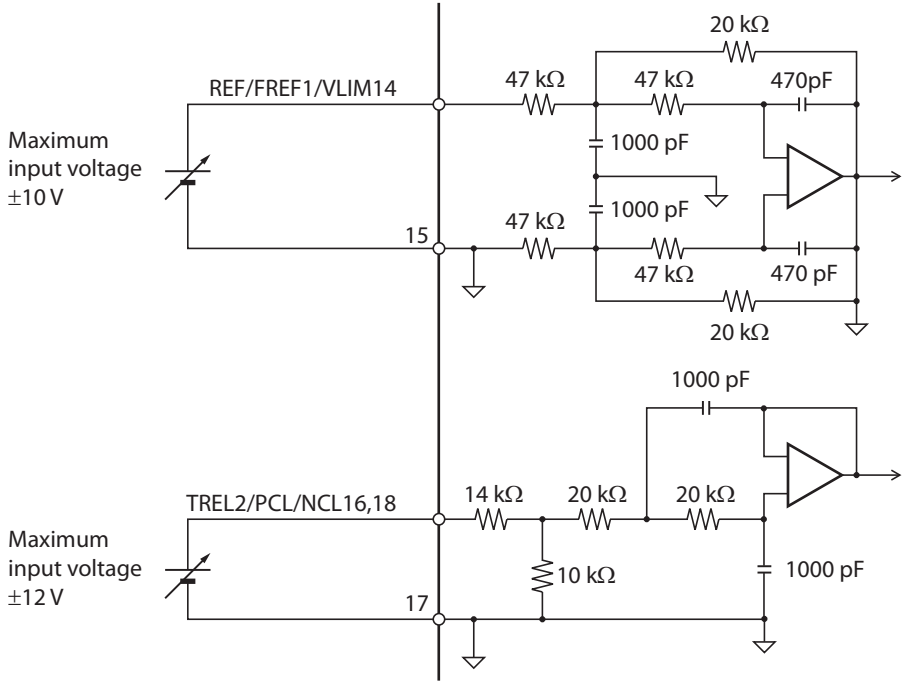 20 kΩ
REF/FREF1/VLIM14
47 kΩ
47 kΩ
470pF
Maximum
input voltage
±10 V
1000 pF
1000 pF
15
47 kΩ
47 kΩ
470 pF
20 kΩ
1000 pF
TREL2/PCL/NCL16,18
14 kΩ
20 kΩ
20 kΩ
Maximum
input voltage
±12 V
10 kΩ
1000 pF
17